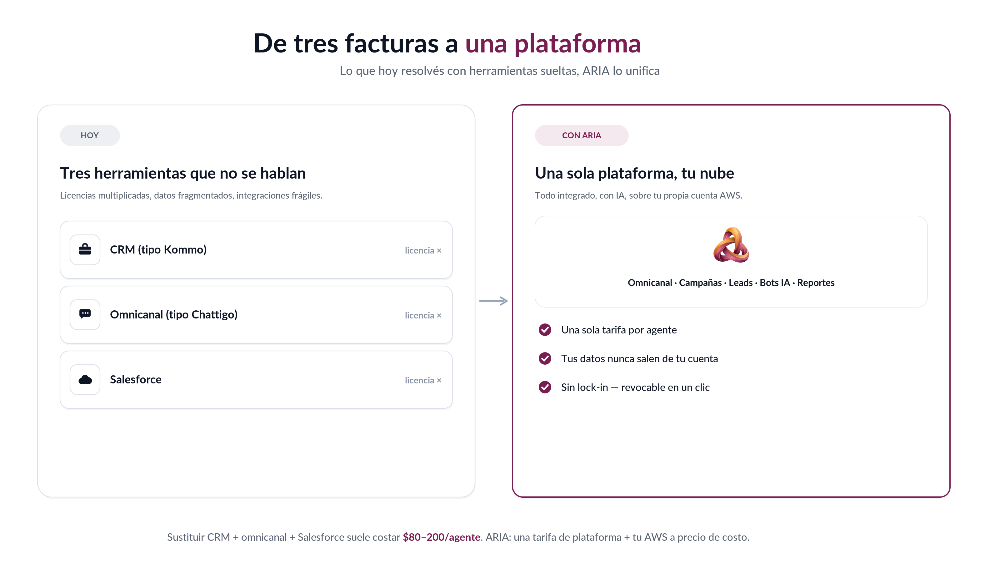 De tres facturas a una plataforma
Lo que hoy resolvés con herramientas sueltas, ARIA lo unifica
HOY
Tres herramientas que no se hablan
Licencias multiplicadas, datos fragmentados, integraciones frágiles.
CRM (tipo Kommo)
licencia ×
Omnicanal (tipo Chattigo)
licencia ×
Salesforce
licencia ×
CON ARIA
Una sola plataforma, tu nube
Todo integrado, con IA, sobre tu propia cuenta AWS.
Omnicanal · Campañas · Leads · Bots IA · Reportes
Una sola tarifa por agente
Tus datos nunca salen de tu cuenta
Sin lock-in — revocable en un clic
Sustituir CRM + omnicanal + Salesforce suele costar $80–200/agente. ARIA: una tarifa de plataforma + tu AWS a precio de costo.